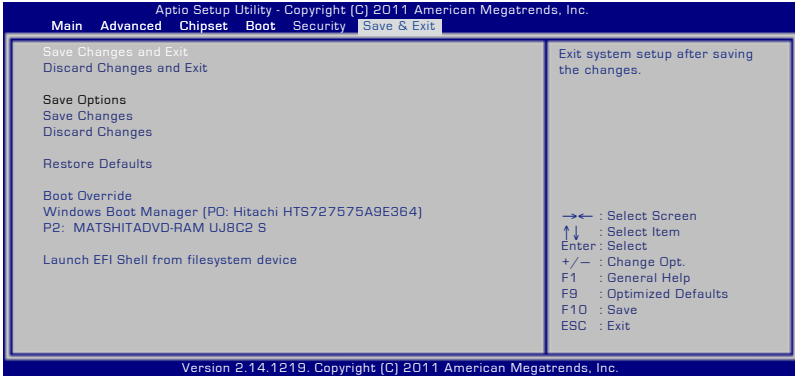 Aptio Setup Utility - Copyright (C) 2011 American Megatrends, Inc.
Main Advanced Chipset Boot Security Save & Exit
Save Changes and Exit
Discard Changes and Exit
Save Options
Save Changes
Discard Changes
Restore Defaults
Boot Override
Windows Boot Manager (PO: Hitachi HTS727575A9E364)
P2: MATSHITADVD-RAM UJ8C2 S
Launch EFI Shell from filesystem device
Exit system setup after saving
the changes.
→← : Select Screen
↑↓ : Select Item
Enter : Select
+/— : Change Opt.
F1 : General Help
F9 : Optimized Defaults
F10 : Save
ESC : Exit
Version 2.14.1219. Copyright (C) 2011 American Megatrends, Inc.